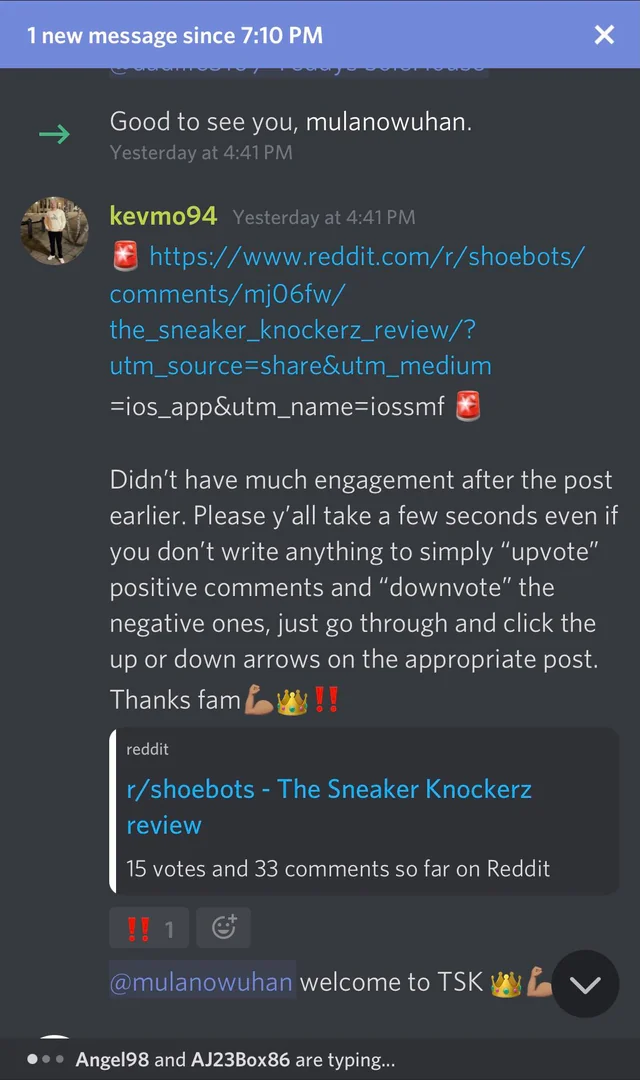 1 new message since 7:10 PM
Good to see you, mulanowuhan.
Yesterday at 4:41 PM
kevmo94 Yesterday at 4:41 PM
🚨 https://www.reddit.com/r/shoebots/
comments/mj06fw/
the_sneaker_knockerz_review/?
utm_source=share&utm_medium
=ios_app&utm_name=iossmf 🚨
Didn't have much engagement after the post
earlier. Please y'all take a few seconds even if
you don't write anything to simply “upvote”
positive comments and “downvote” the
negative ones, just go through and click the
up or down arrows on the appropriate post.
Thanks fam💪🏽👑‼️
reddit
r/shoebots - The Sneaker Knockerz
review
15 votes and 33 comments so far on Reddit
‼️ 1
@mulanowuhan welcome to TSK 👑💪🏽
Angel98 and AJ23Box86 are typing...